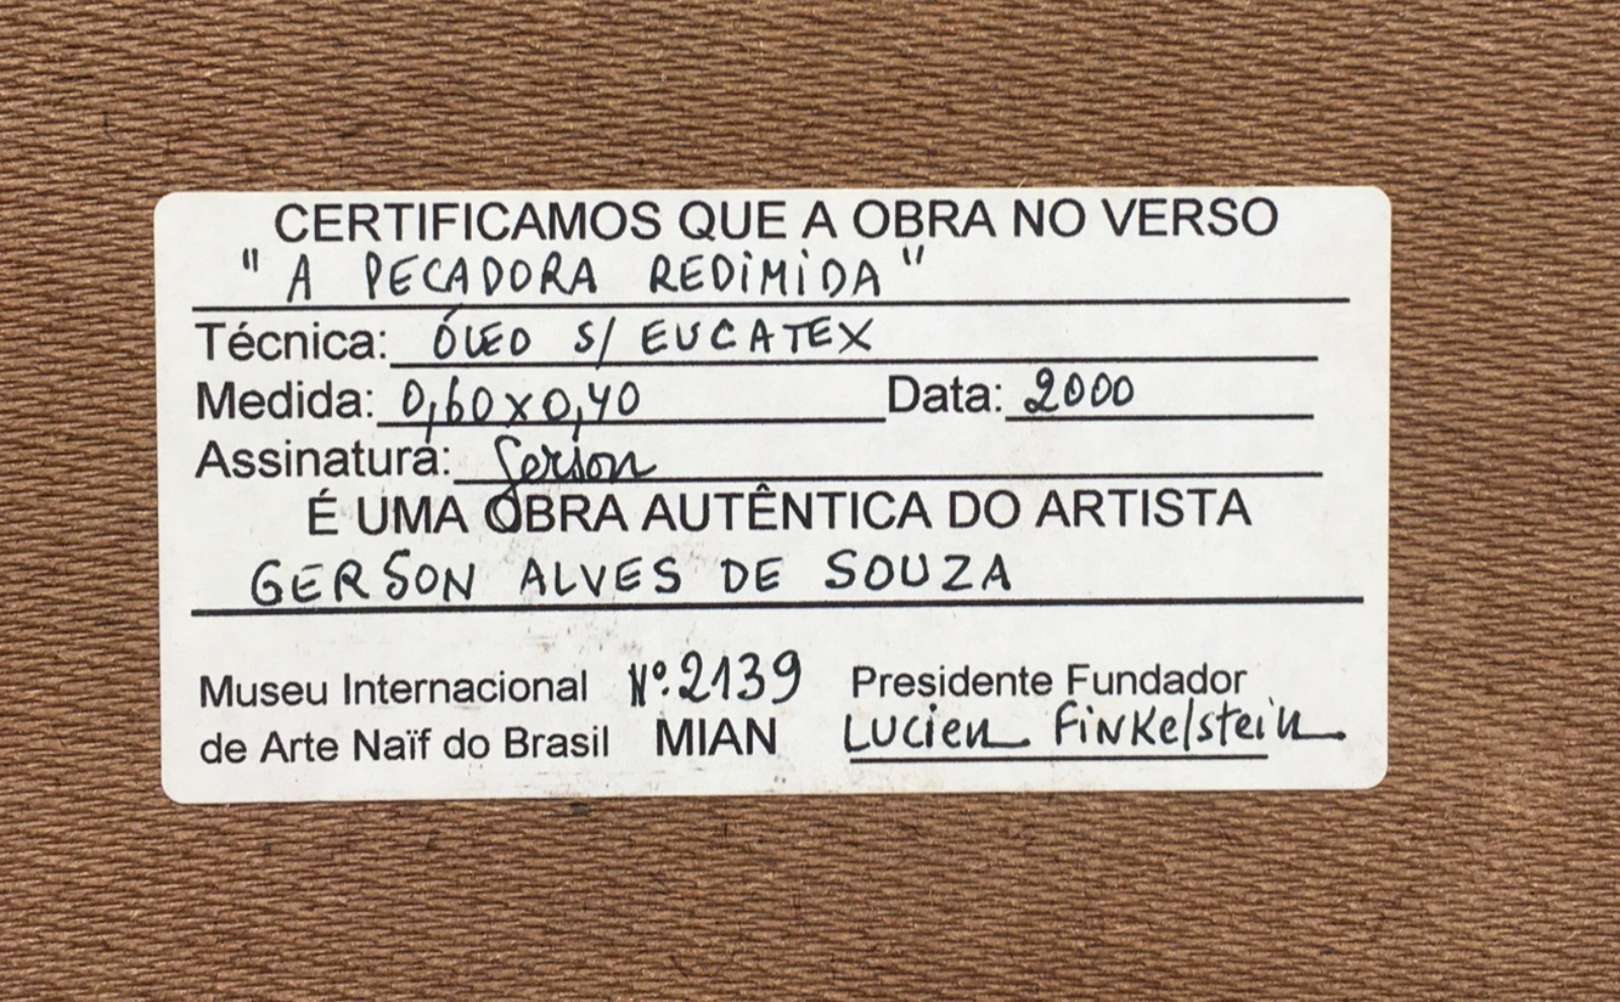 CERTIFICAMOS QUE A OBRA NO VERSO
" A PECADORA REDIMIDA "
Técnica: ÓLEO S/ EUCATEX
Medida: 0,60x0,40 Data: 2000
Assinatura: Gerson
É UMA OBRA AUTÊNTICA DO ARTISTA
GERSON ALVES DE SOUZA
Museu Internacional Nº.2139 Presidente Fundador
de Arte Naïf do Brasil MIAN Lucien Finkelstein.